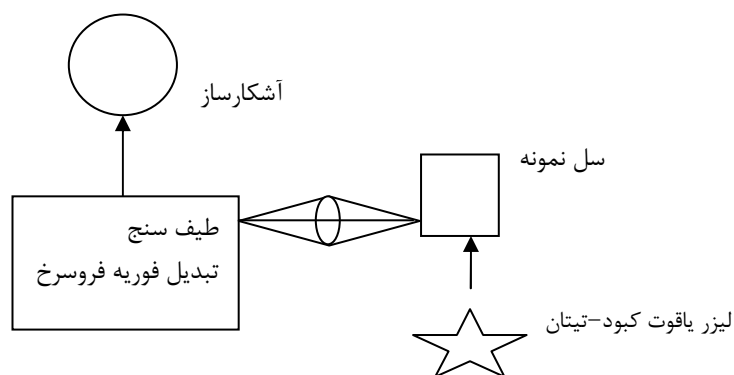 آشکارساز
سل نمونه
طیف سنج
تبدیل فوریه فروسرخ
لیزر یاقوت کبود-تیتان